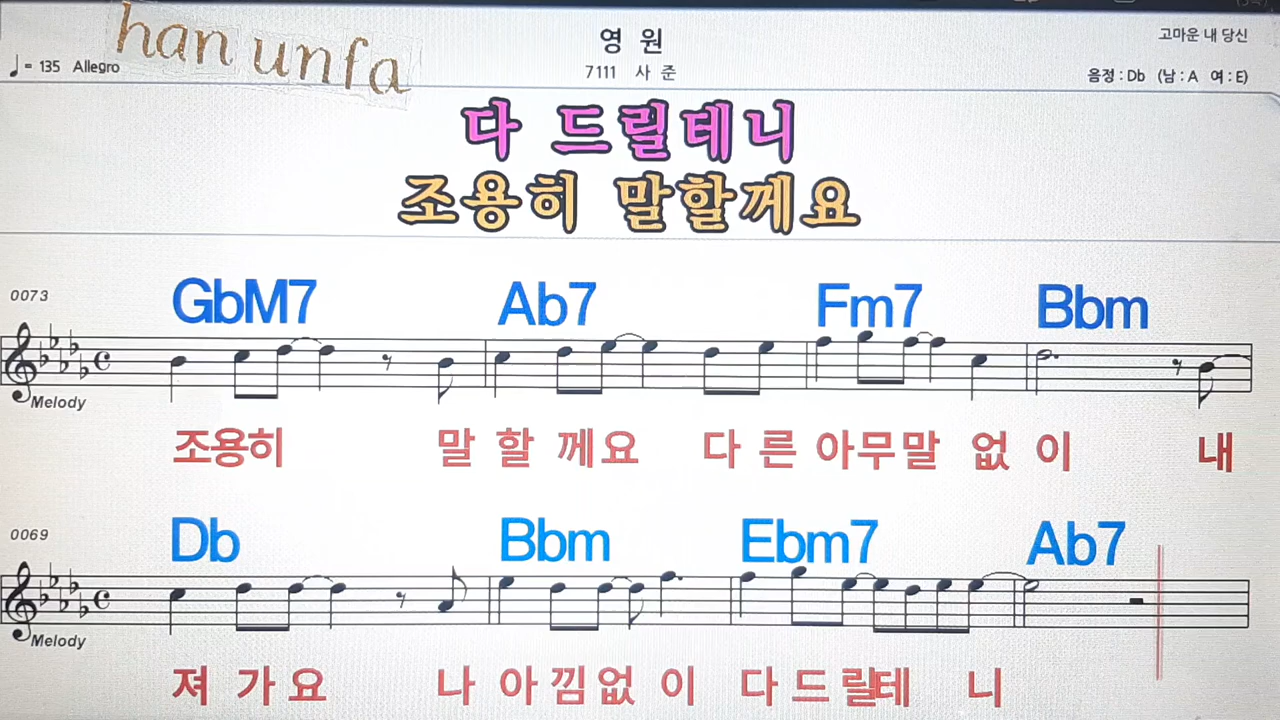 han unfa
영 원
고마운 내 당신
♩= 135 Allegro
7111 사 준
음정 : Db (남 : A 여 : E)
다 드릴테니
조용히 말할께요
0073
GbM7 Ab7 Fm7 Bbm
Melody
조용히 말 할 께요 다 른 아무말 없 이 내
0069
Db Bbm Ebm7 Ab7
Melody
져 가 요 나 아 낌 없 이 다 드 릴테 니